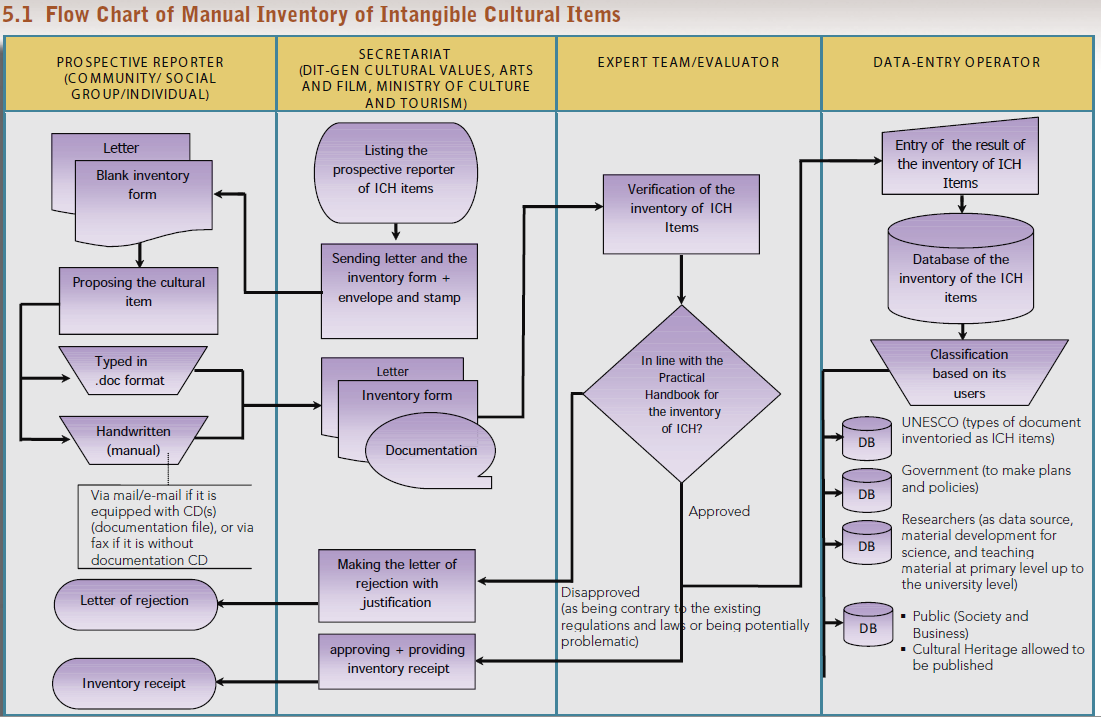 5.1 Flow Chart of Manual Inventory of Intangible Cultural Items
PROSPECTIVE REPORTER
(COMMUNITY/ SOCIAL
GROUP/INDIVIDUAL)
SECRETARIAT
(DIT-GEN CULTURAL VALUES, ARTS
AND FILM, MINISTRY OF CULTURE
AND TOURISM)
EXPERT TEAM/EVALUATOR
DATA-ENTRY OPERATOR
Letter
Blank inventory
form
Proposing the cultural
item
Typed in
.doc format
Handwritten
(manual)
Via mail/e-mail if it is
equipped with CD(s)
(documentation file), or via
fax if it is without
documentation CD
Letter of rejection
Inventory receipt
Listing the
prospective reporter
of ICH items
Sending letter and the
inventory form +
envelope and stamp
Letter
Inventory form
Documentation
Making the letter of
rejection with
justification
approving + providing
inventory receipt
Verification of the
inventory of ICH
Items
In line with the
Practical
Handbook for
the inventory
of ICH?
Approved
Disapproved
(as being contrary to the existing
regulations and laws or being potentially
problematic)
Entry of the result of
the inventory of ICH
Items
Database of the
inventory of the ICH
items
Classification
based on its
users
DB
UNESCO (types of document
inventoried as ICH items)
DB
Government (to make plans
and policies)
DB
Researchers (as data source,
material development for
science, and teaching
material at primary level up to
the university level)
DB
▪ Public (Society and
Business)
▪ Cultural Heritage allowed to
be published